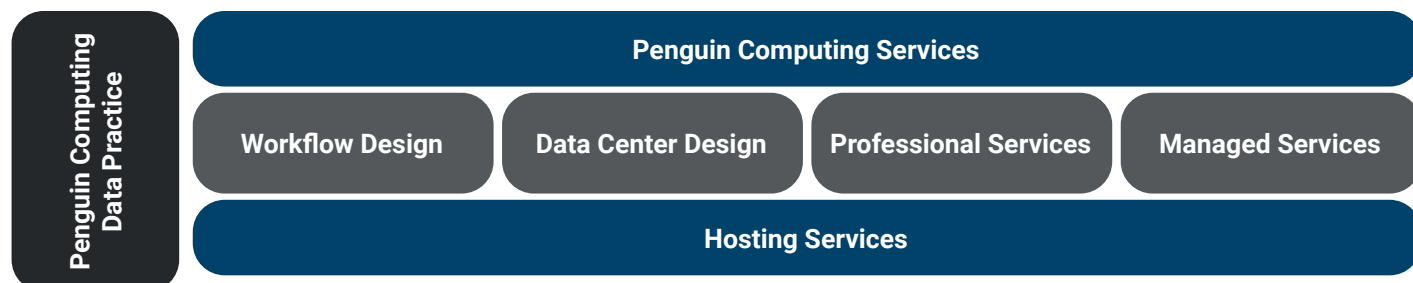 Penguin Computing
Data Practice
Penguin Computing Services
Workflow Design
Data Center Design
Professional Services
Managed Services
Hosting Services